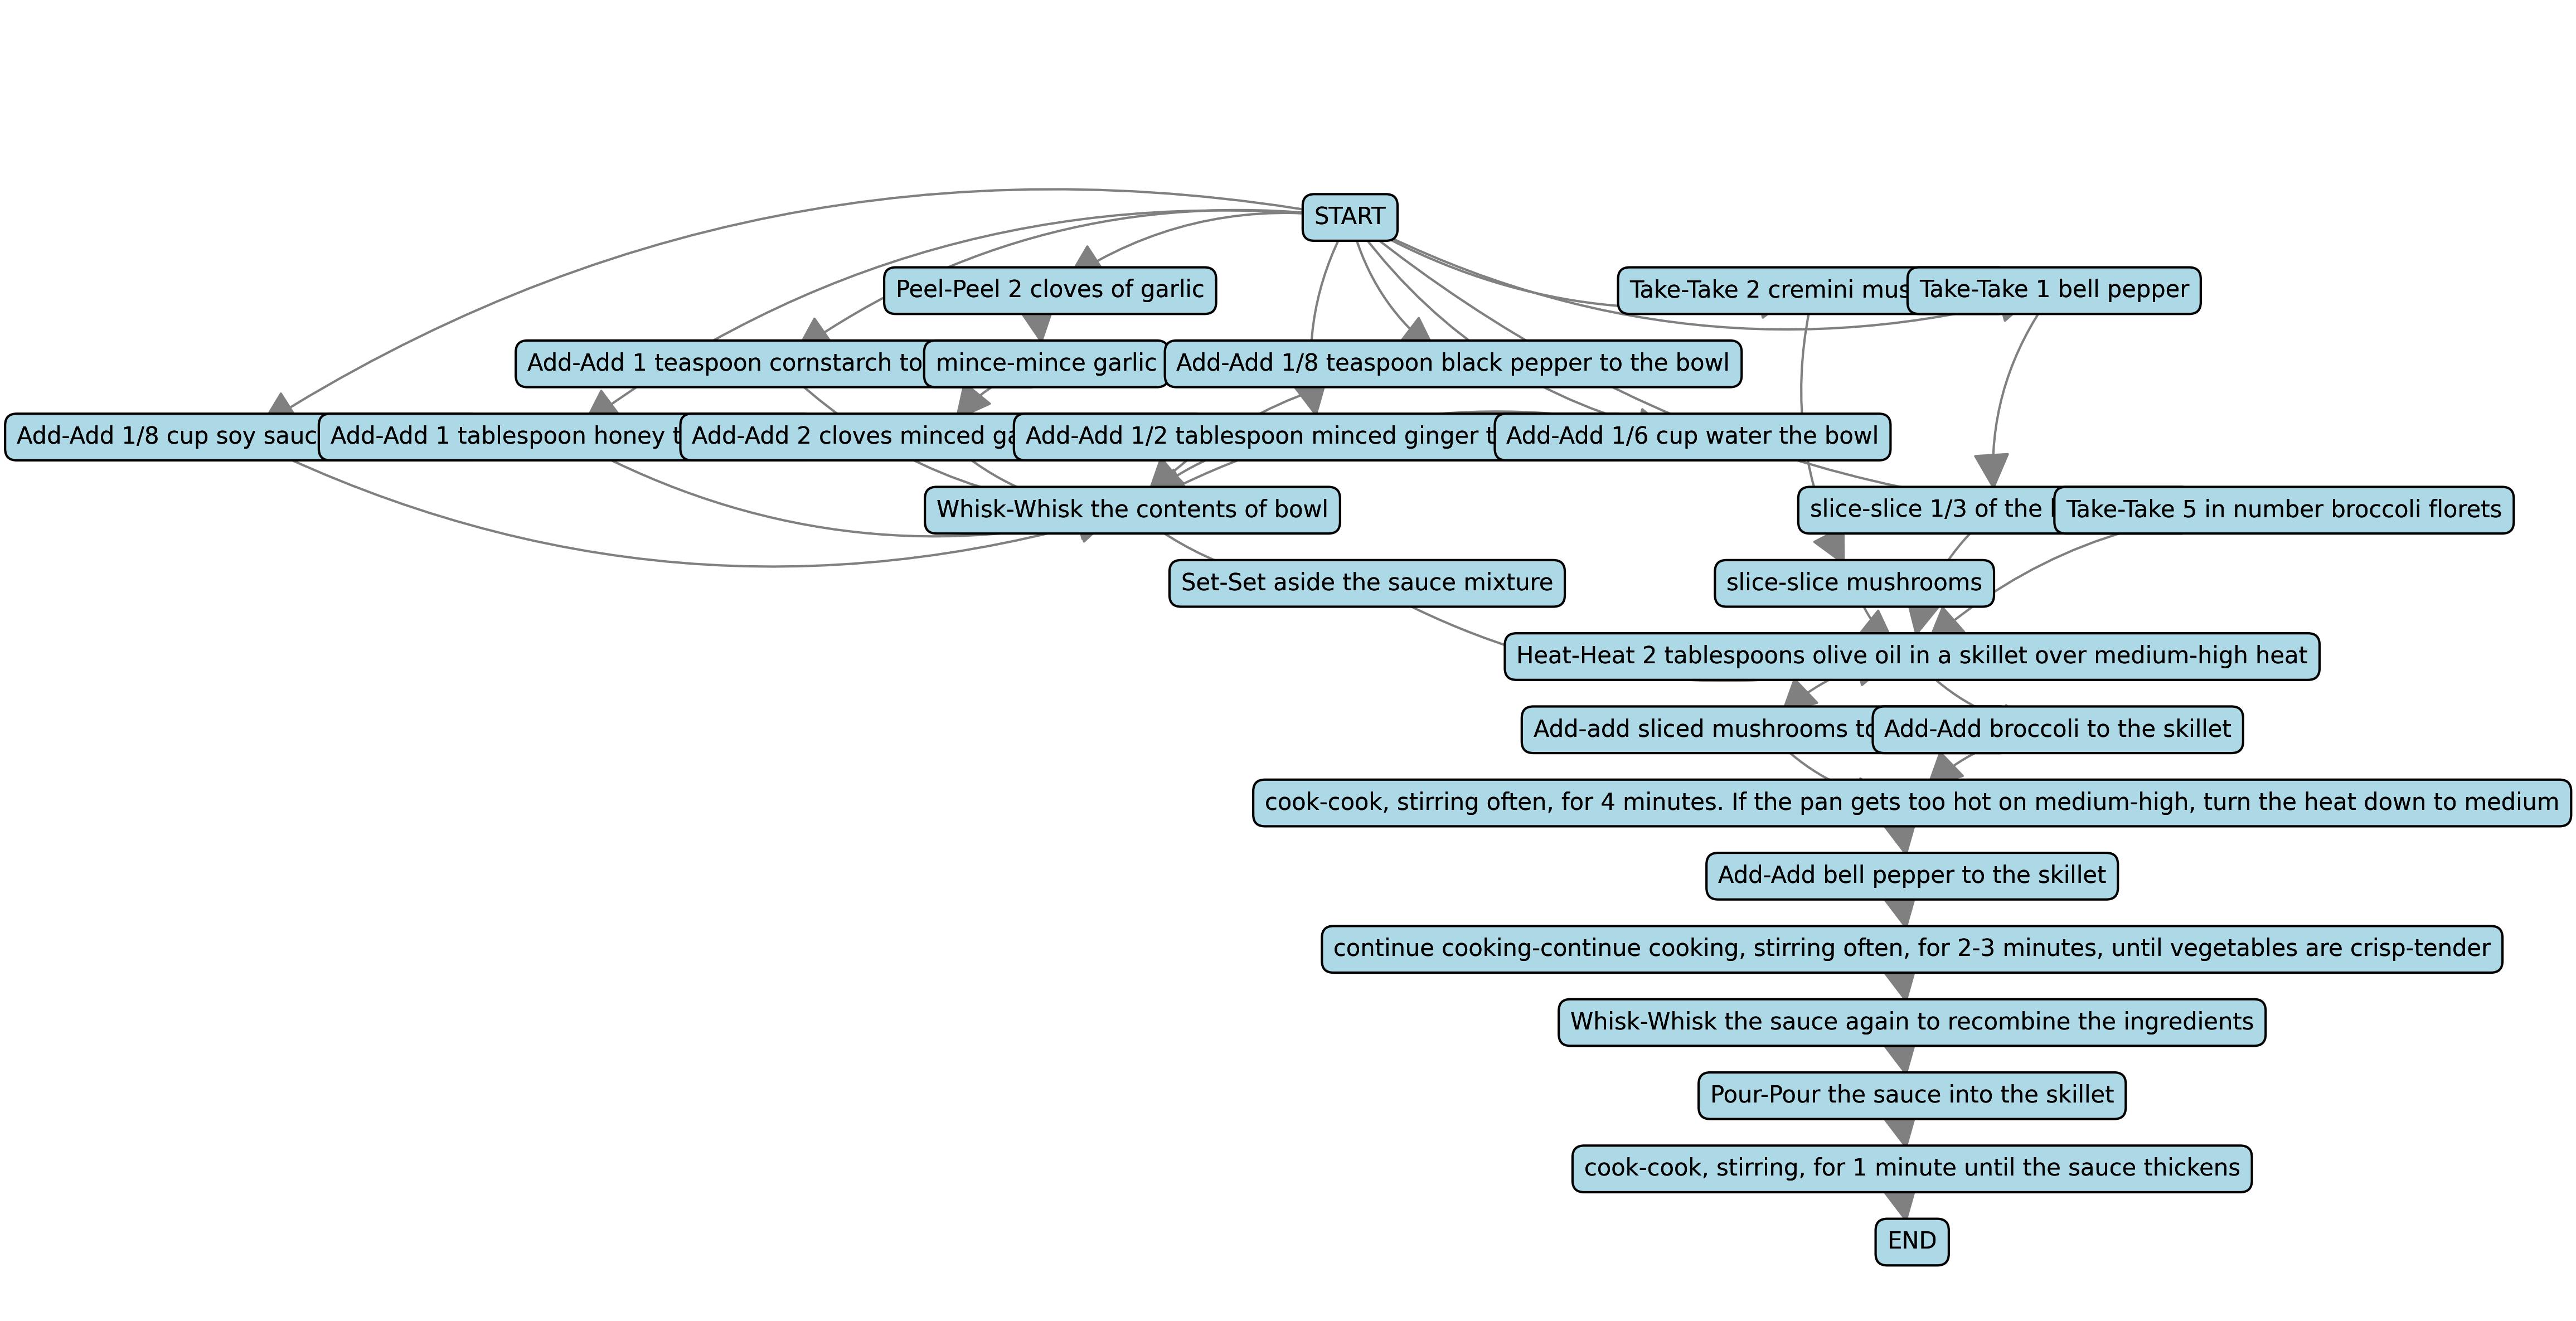 START
Peel-Peel 2 cloves of garlic
Take-Take 2 cremini mus
Take-Take 1 bell pepper
Add-Add 1 teaspoon cornstarch to
mince-mince garlic
Add-Add 1/8 teaspoon black pepper to the bowl
Add-Add 1/8 cup soy sauc
Add-Add 1 tablespoon honey t
Add-Add 2 cloves minced ga
Add-Add 1/2 tablespoon minced ginger t
Add-Add 1/6 cup water the bowl
Whisk-Whisk the contents of bowl
slice-slice 1/3 of the
Take-Take 5 in number broccoli florets
Set-Set aside the sauce mixture
slice-slice mushrooms
Heat-Heat 2 tablespoons olive oil in a skillet over medium-high heat
Add-add sliced mushrooms to
Add-Add broccoli to the skillet
cook-cook, stirring often, for 4 minutes. If the pan gets too hot on medium-high, turn the heat down to medium
Add-Add bell pepper to the skillet
continue cooking-continue cooking, stirring often, for 2-3 minutes, until vegetables are crisp-tender
Whisk-Whisk the sauce again to recombine the ingredients
Pour-Pour the sauce into the skillet
cook-cook, stirring, for 1 minute until the sauce thickens
END